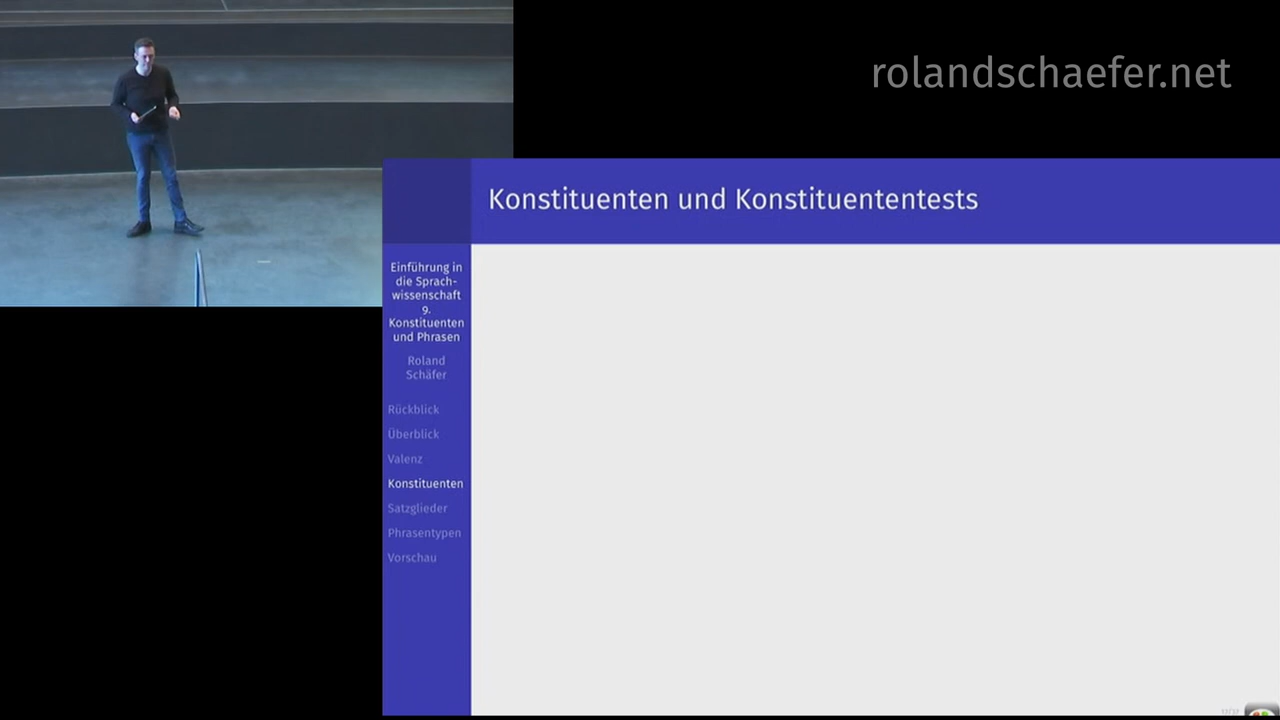 rolandschaefer.net
Konstituenten und Konstituententests
Einführung in
die Sprach-
wissenschaft
9.
Konstituenten
und Phrasen
Roland
Schäfer
Rückblick
Überblick
Valenz
Konstituenten
Satzglieder
Phrasentypen
Vorschau